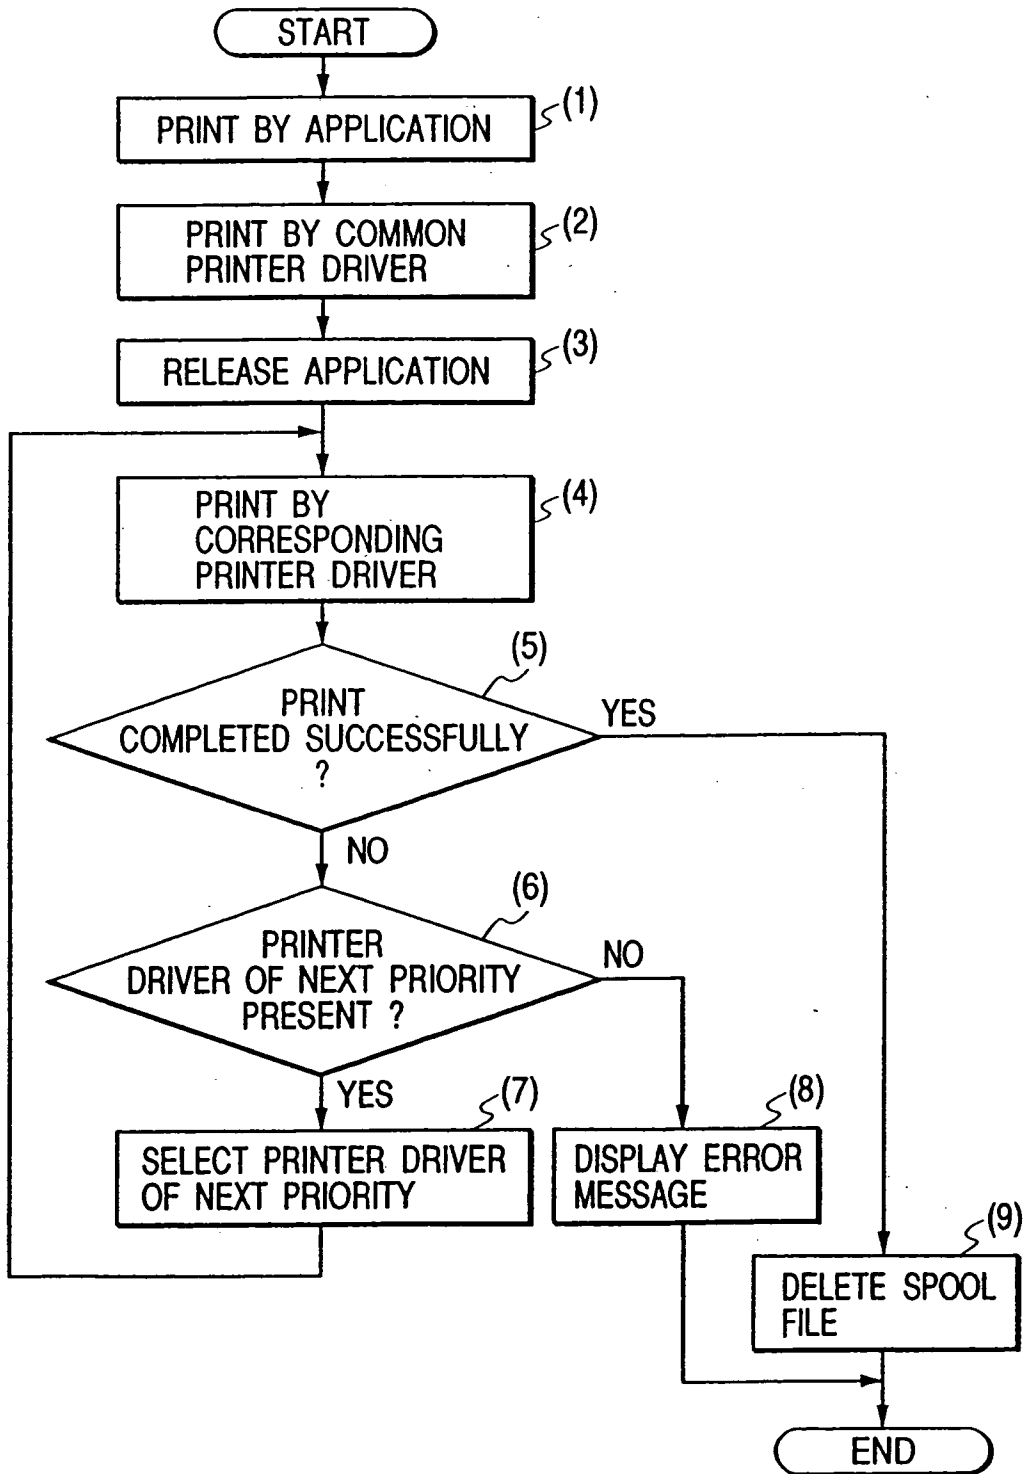 START
(1)
PRINT BY APPLICATION
(2)
PRINT BY COMMON
PRINTER DRIVER
(3)
RELEASE APPLICATION
(4)
PRINT BY
CORRESPONDING
PRINTER DRIVER
(5)
PRINT
COMPLETED SUCCESSFULLY
?
YES
NO
(6)
PRINTER
DRIVER OF NEXT PRIORITY
PRESENT ?
NO
YES
(7)
SELECT PRINTER DRIVER
OF NEXT PRIORITY
(8)
DISPLAY ERROR
MESSAGE
(9)
DELETE SPOOL
FILE
END